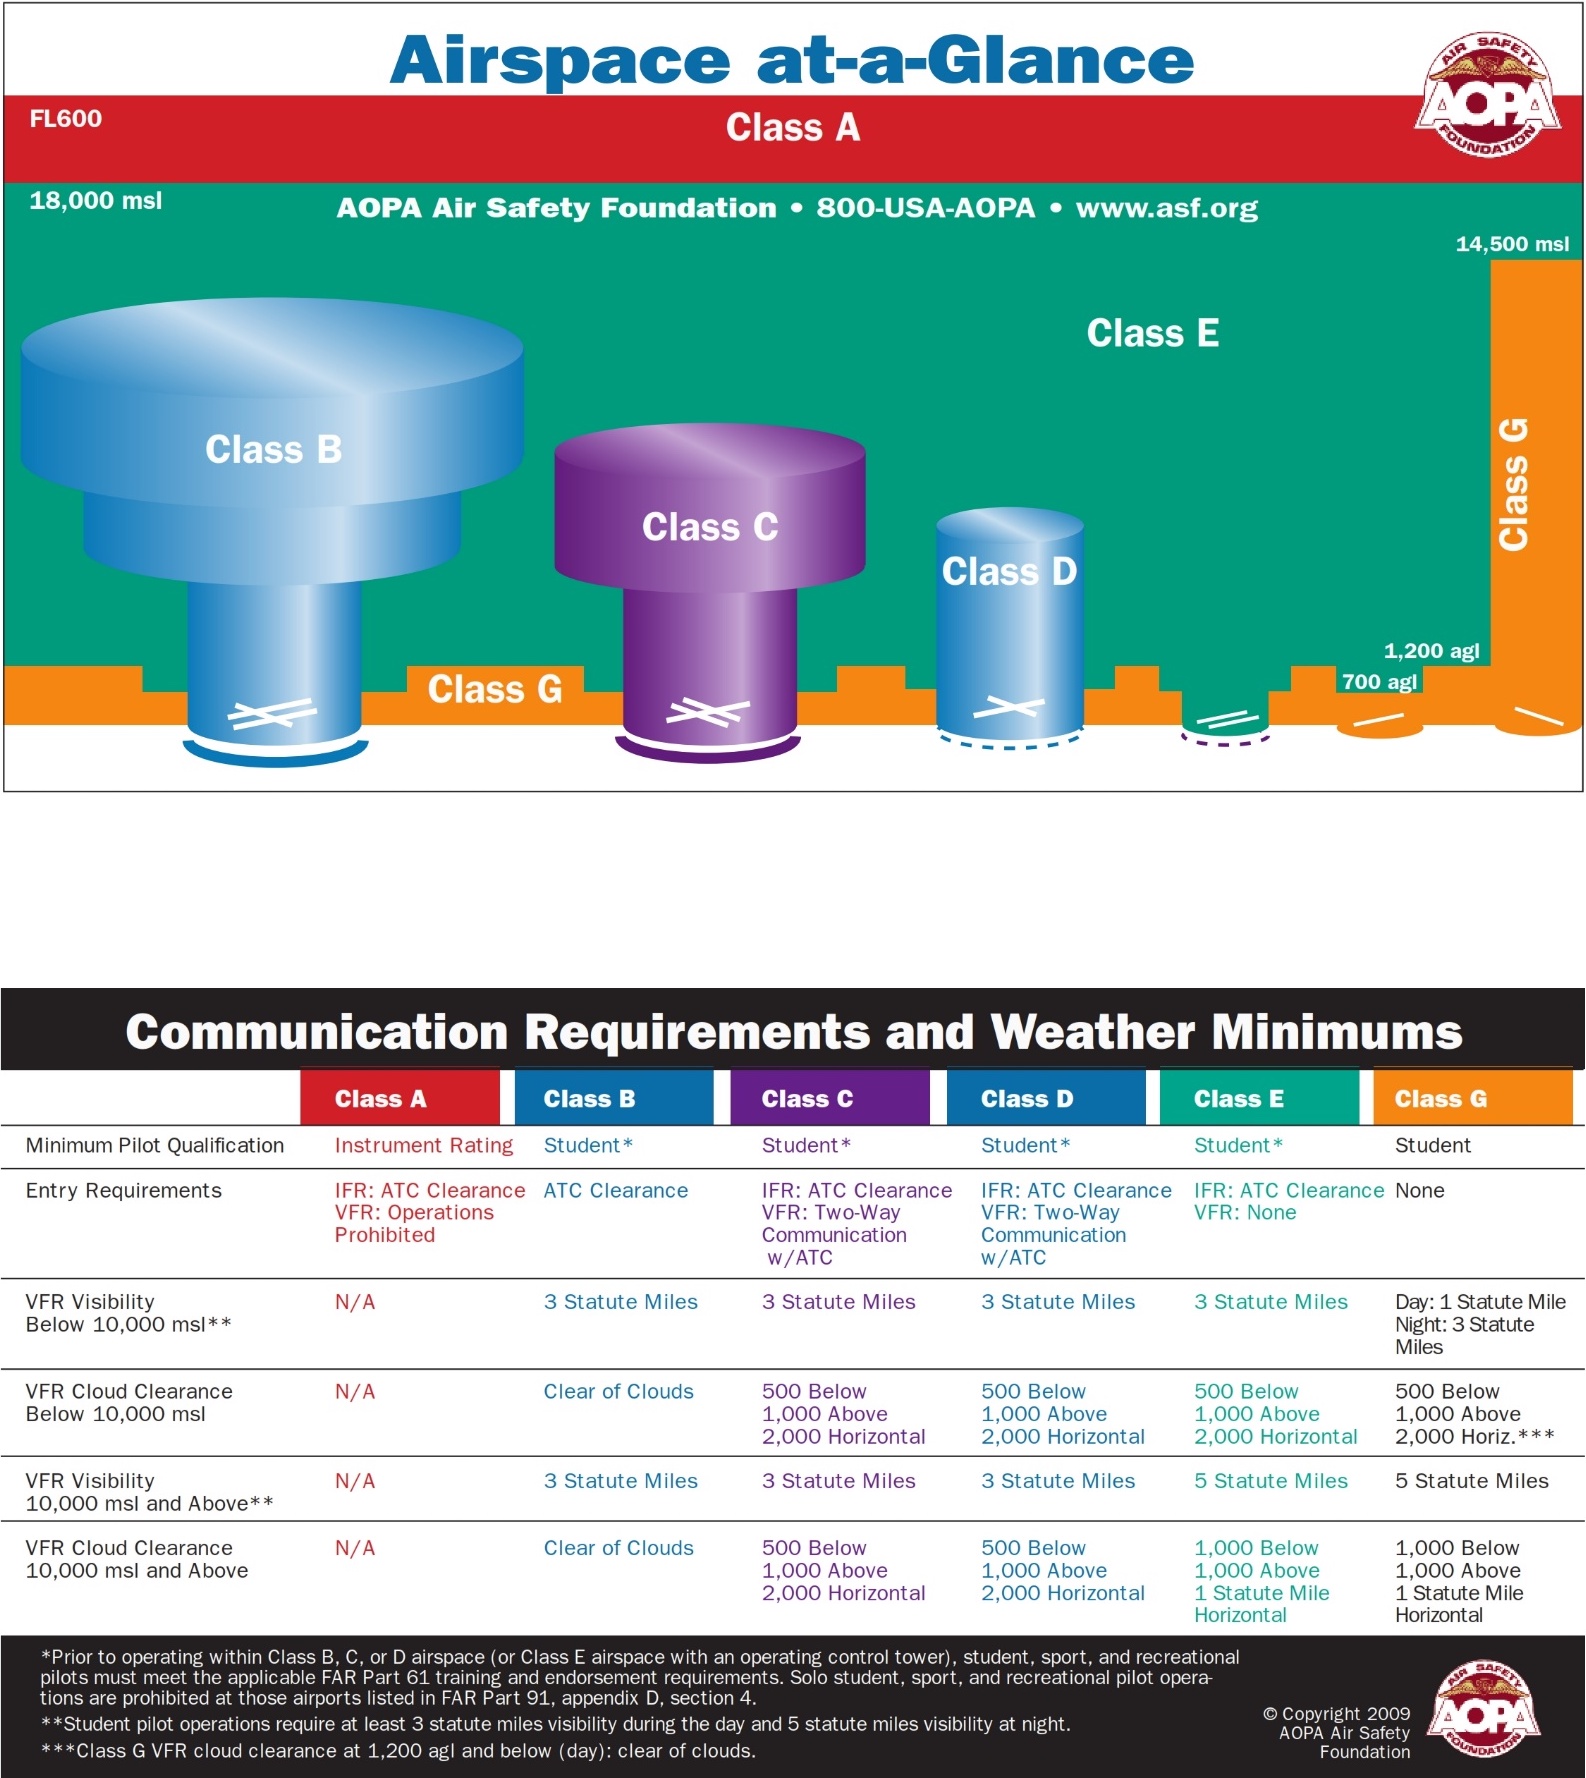 Airspace at-a-Glance
AIR SAFETY
AOPA
FOUNDATION
FL600
Class A
18,000 msl
AOPA Air Safety Foundation • 800-USA-AOPA • www.asf.org
14,500 msl
Class E
Class B
Class C
Class D
Class G
1,200 agl
700 agl
Class G
Communication Requirements and Weather Minimums
Class A Class B Class C Class D Class E Class G
Minimum Pilot Qualification Instrument Rating Student* Student* Student* Student* Student
Entry Requirements IFR: ATC Clearance ATC Clearance IFR: ATC Clearance IFR: ATC Clearance IFR: ATC Clearance None
VFR: Operations VFR: Two-Way VFR: Two-Way VFR: None
Prohibited Communication Communication
w/ATC w/ATC
VFR Visibility N/A 3 Statute Miles 3 Statute Miles 3 Statute Miles 3 Statute Miles Day: 1 Statute Mile
Below 10,000 msl** Night: 3 Statute
Miles
VFR Cloud Clearance N/A Clear of Clouds 500 Below 500 Below 500 Below 500 Below
Below 10,000 msl 1,000 Above 1,000 Above 1,000 Above 1,000 Above
2,000 Horizontal 2,000 Horizontal 2,000 Horizontal 2,000 Horiz.***
VFR Visibility N/A 3 Statute Miles 3 Statute Miles 3 Statute Miles 5 Statute Miles 5 Statute Miles
10,000 msl and Above**
VFR Cloud Clearance N/A Clear of Clouds 500 Below 500 Below 1,000 Below 1,000 Below
10,000 msl and Above 1,000 Above 1,000 Above 1,000 Above 1,000 Above
2,000 Horizontal 2,000 Horizontal 1 Statute Mile 1 Statute Mile
Horizontal Horizontal
*Prior to operating within Class B, C, or D airspace (or Class E airspace with an operating control tower), student, sport, and recreational
pilots must meet the applicable FAR Part 61 training and endorsement requirements. Solo student, sport, and recreational pilot opera-
tions are prohibited at those airports listed in FAR Part 91, appendix D, section 4.
**Student pilot operations require at least 3 statute miles visibility during the day and 5 statute miles visibility at night.
***Class G VFR cloud clearance at 1,200 agl and below (day): clear of clouds.
© Copyright 2009
AOPA Air Safety
Foundation
AIR SAFETY
AOPA
FOUNDATION